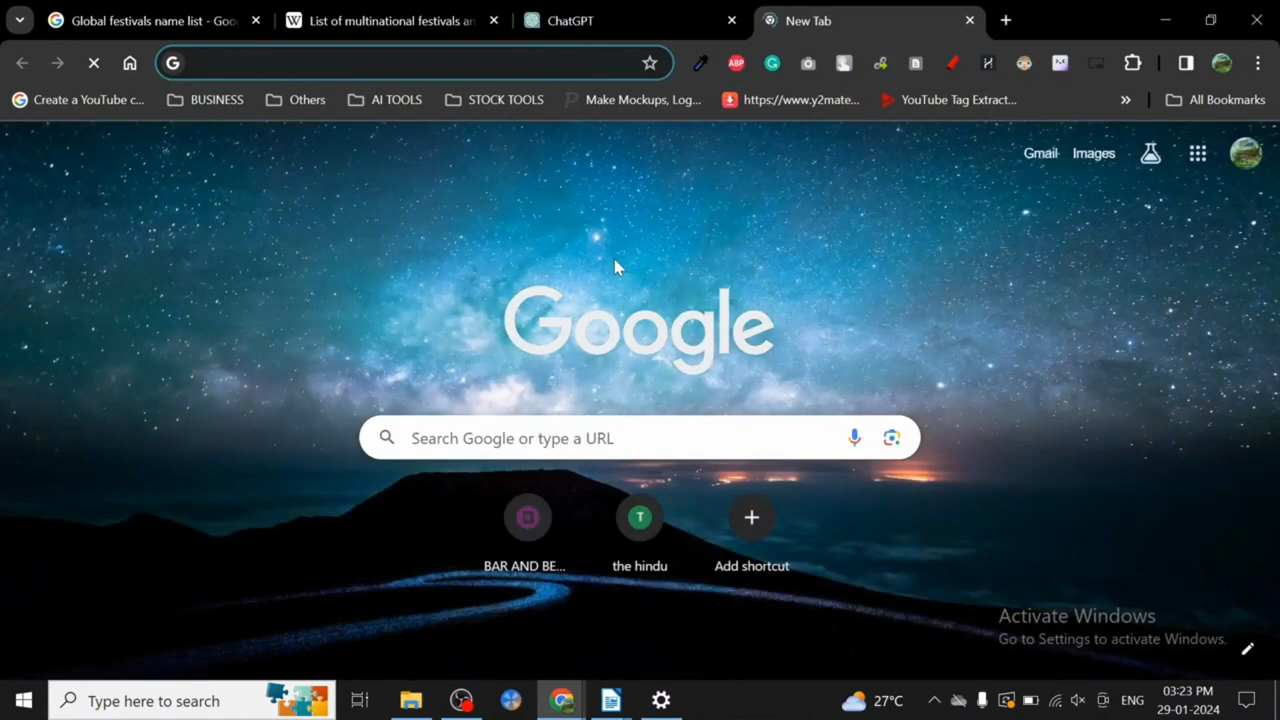 Global festivals name list - Goo
List of multinational festivals an
ChatGPT
New Tab
Create a YouTube c...
BUSINESS
Others
AI TOOLS
STOCK TOOLS
Make Mockups, Log...
https://www.y2mate...
YouTube Tag Extract...
All Bookmarks
Gmail
Images
Google
Search Google or type a URL
BAR AND BE...
the hindu
Add shortcut
Activate Windows
Go to Settings to activate Windows.
Type here to search
27°C
ENG
03:23 PM
29-01-2024